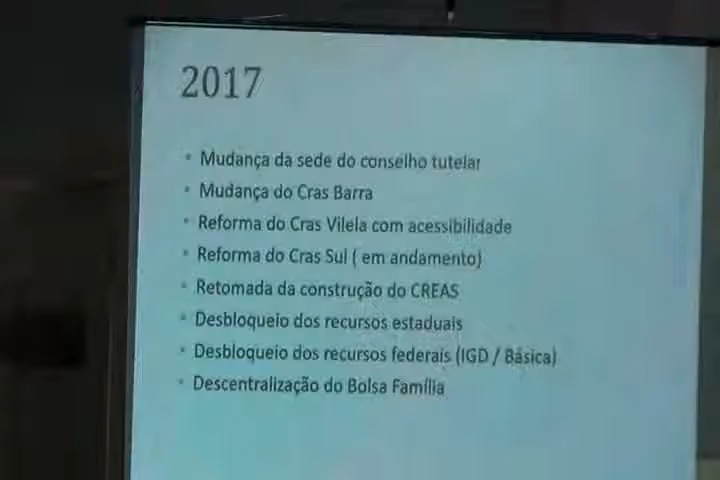 2017
• Mudança da sede do conselho tutelar
• Mudança do Cras Barra
• Reforma do Cras Vilela com acessibilidade
• Reforma do Cras Sul ( em andamento)
• Retomada da construção do CREAS
• Desbloqueio dos recursos estaduais
• Desbloqueio dos recursos federais (IGD / Básica)
• Descentralização do Bolsa Família